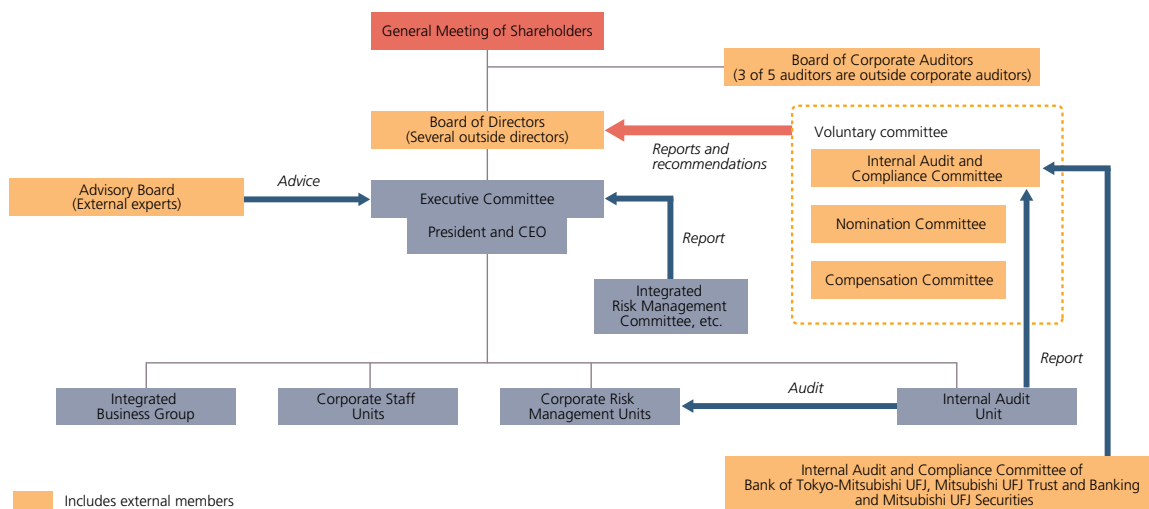 General Meeting of Shareholders
Board of Corporate Auditors
(3 of 5 auditors are outside corporate auditors)
Board of Directors
(Several outside directors)
Reports and
recommendations
Voluntary committee
Internal Audit and
Compliance Committee
Advisory Board
(External experts)
Advice
Executive Committee
President and CEO
Report
Nomination Committee
Compensation Committee
Integrated
Risk Management
Committee, etc.
Report
Integrated
Business Group
Corporate Staff
Units
Corporate Risk
Management Units
Audit
Internal Audit
Unit
Internal Audit and Compliance Committee of
Bank of Tokyo-Mitsubishi UFJ, Mitsubishi UFJ Trust and Banking
and Mitsubishi UFJ Securities
Includes external members